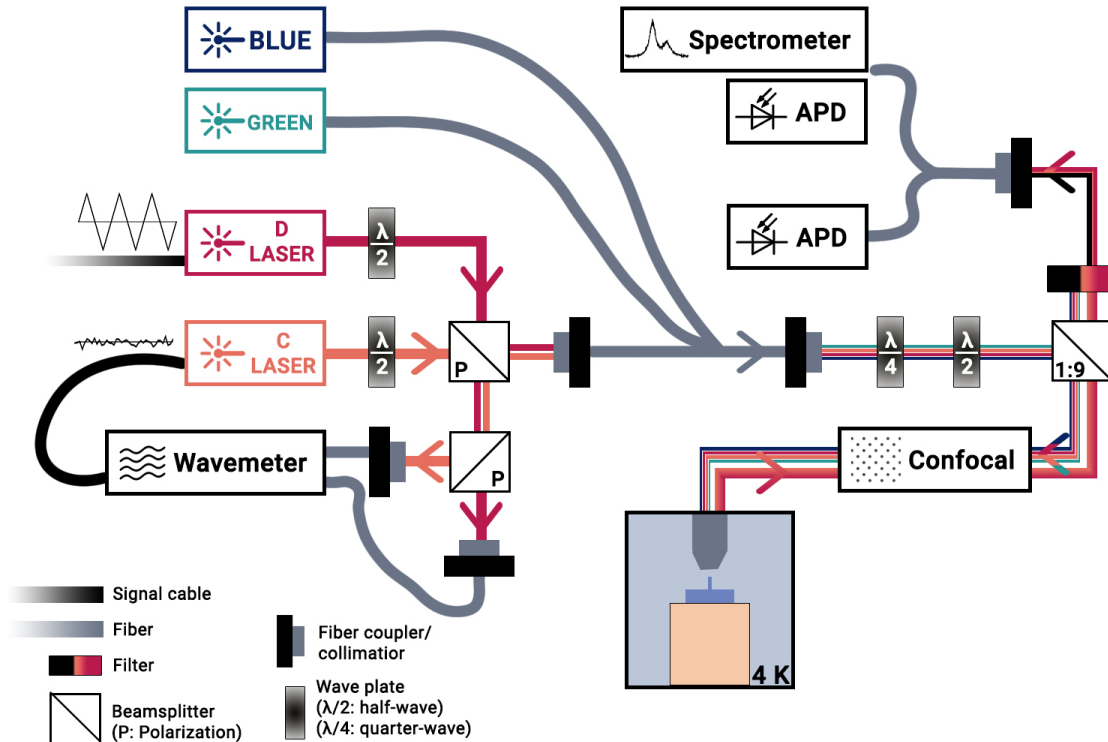 BLUE
Spectrometer
GREEN
APD
D
LASER
λ
2
APD
C
LASER
λ
2
P
λ
4
λ
2
1:9
Wavemeter
P
Confocal
4 K
Signal cable
Fiber
Filter
Beamsplitter
(P: Polarization)
Fiber coupler/
collimatior
Wave plate
(λ/2: half-wave)
(λ/4: quarter-wave)